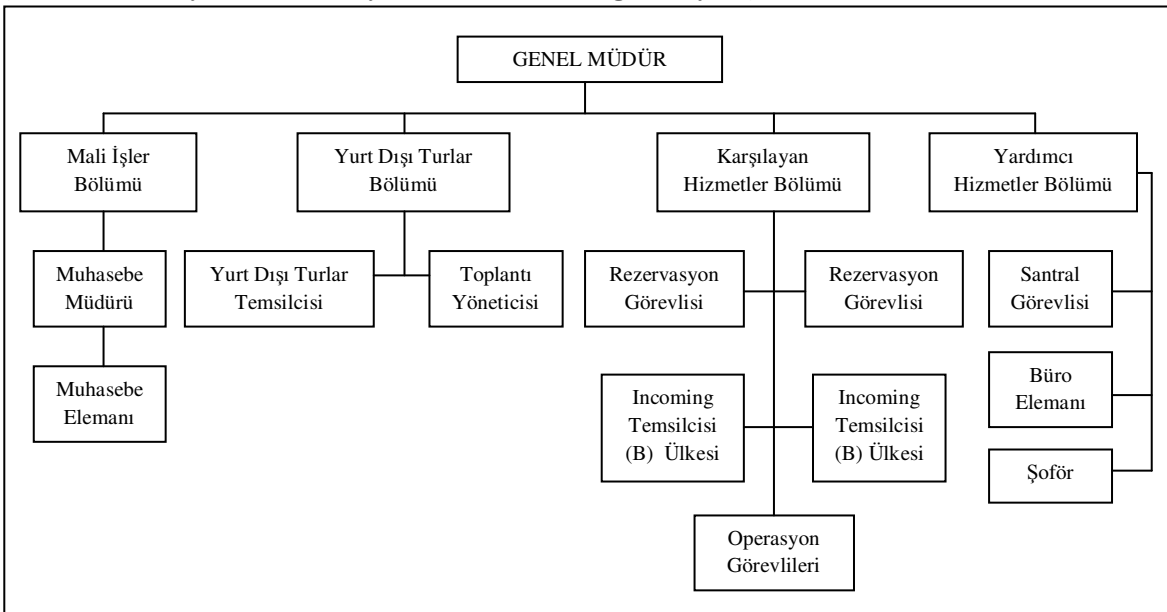 GENEL MÜDÜR
Mali İşler
Bölümü
Yurt Dışı Turlar
Bölümü
Karşılayan
Hizmetler Bölümü
Yardımcı
Hizmetler Bölümü
Muhasebe
Müdürü
Yurt Dışı Turlar
Temsilcisi
Toplantı
Yöneticisi
Rezervasyon
Görevlisi
Rezervasyon
Görevlisi
Santral
Görevlisi
Muhasebe
Elemanı
Incoming
Temsilcisi
(B) Ülkesi
Incoming
Temsilcisi
(B) Ülkesi
Büro
Elemanı
Şoför
Operasyon
Görevlileri